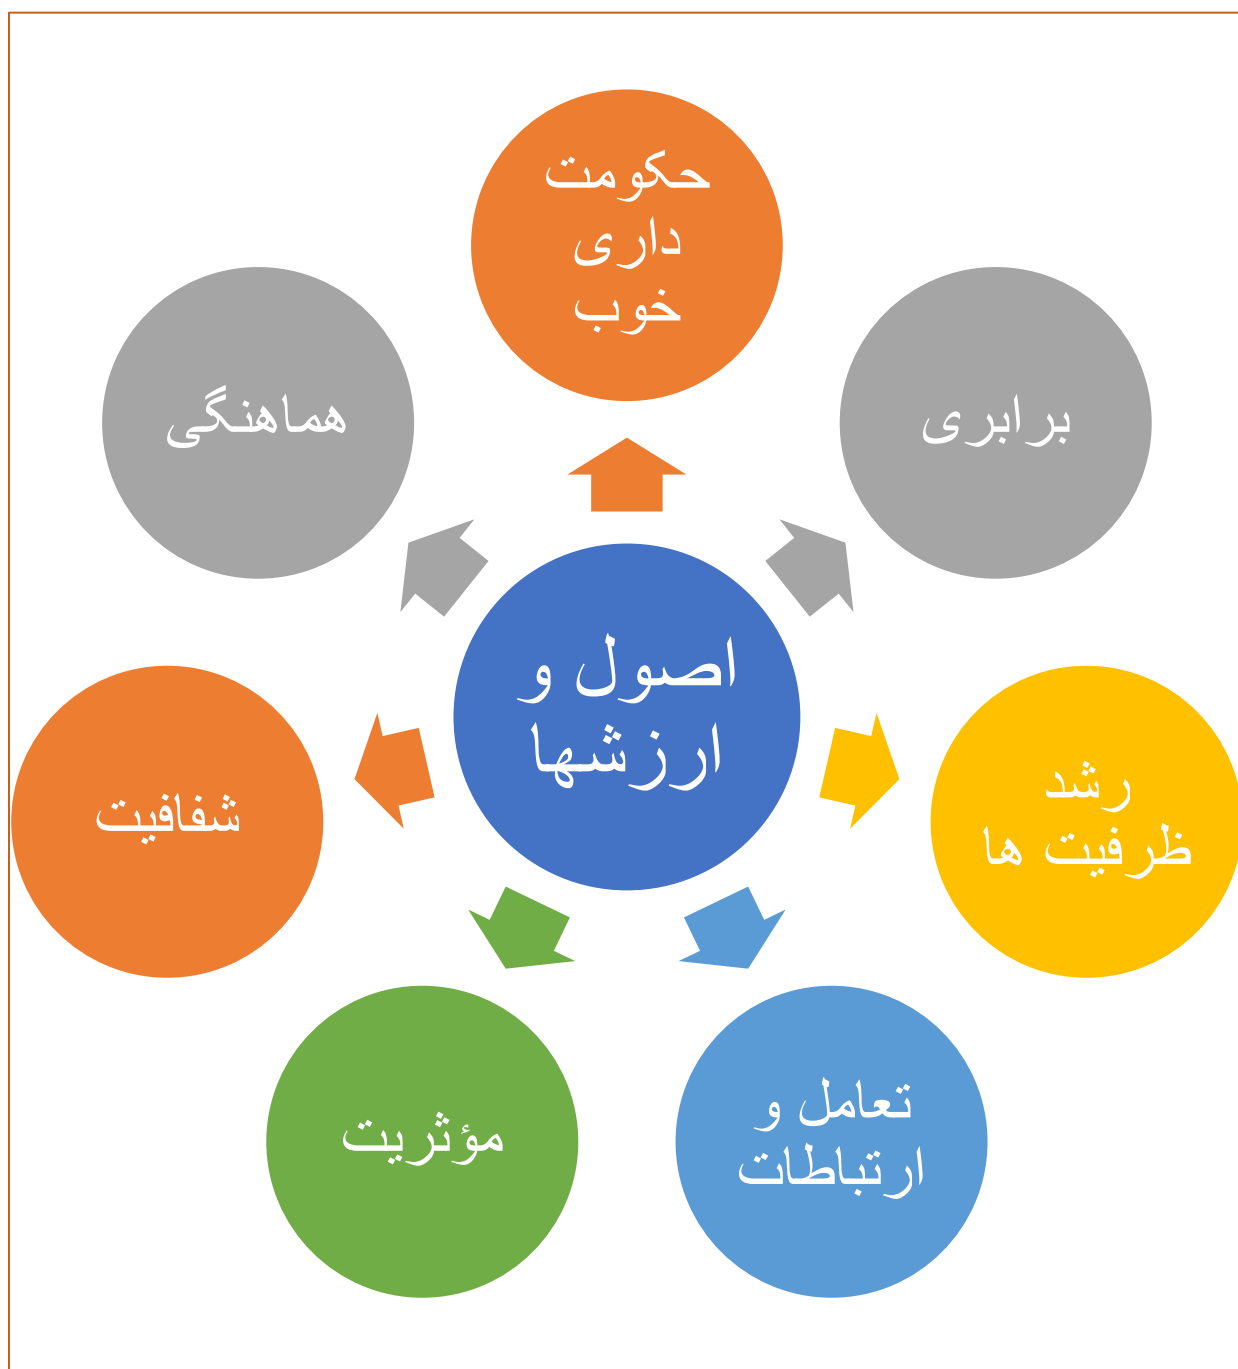 حکومت
داری
خوب
برابری
هماهنگی
اصول و
ارزشها
رشد
ظرفیت ها
شفافیت
تعامل و
ارتباطات
مؤثریت